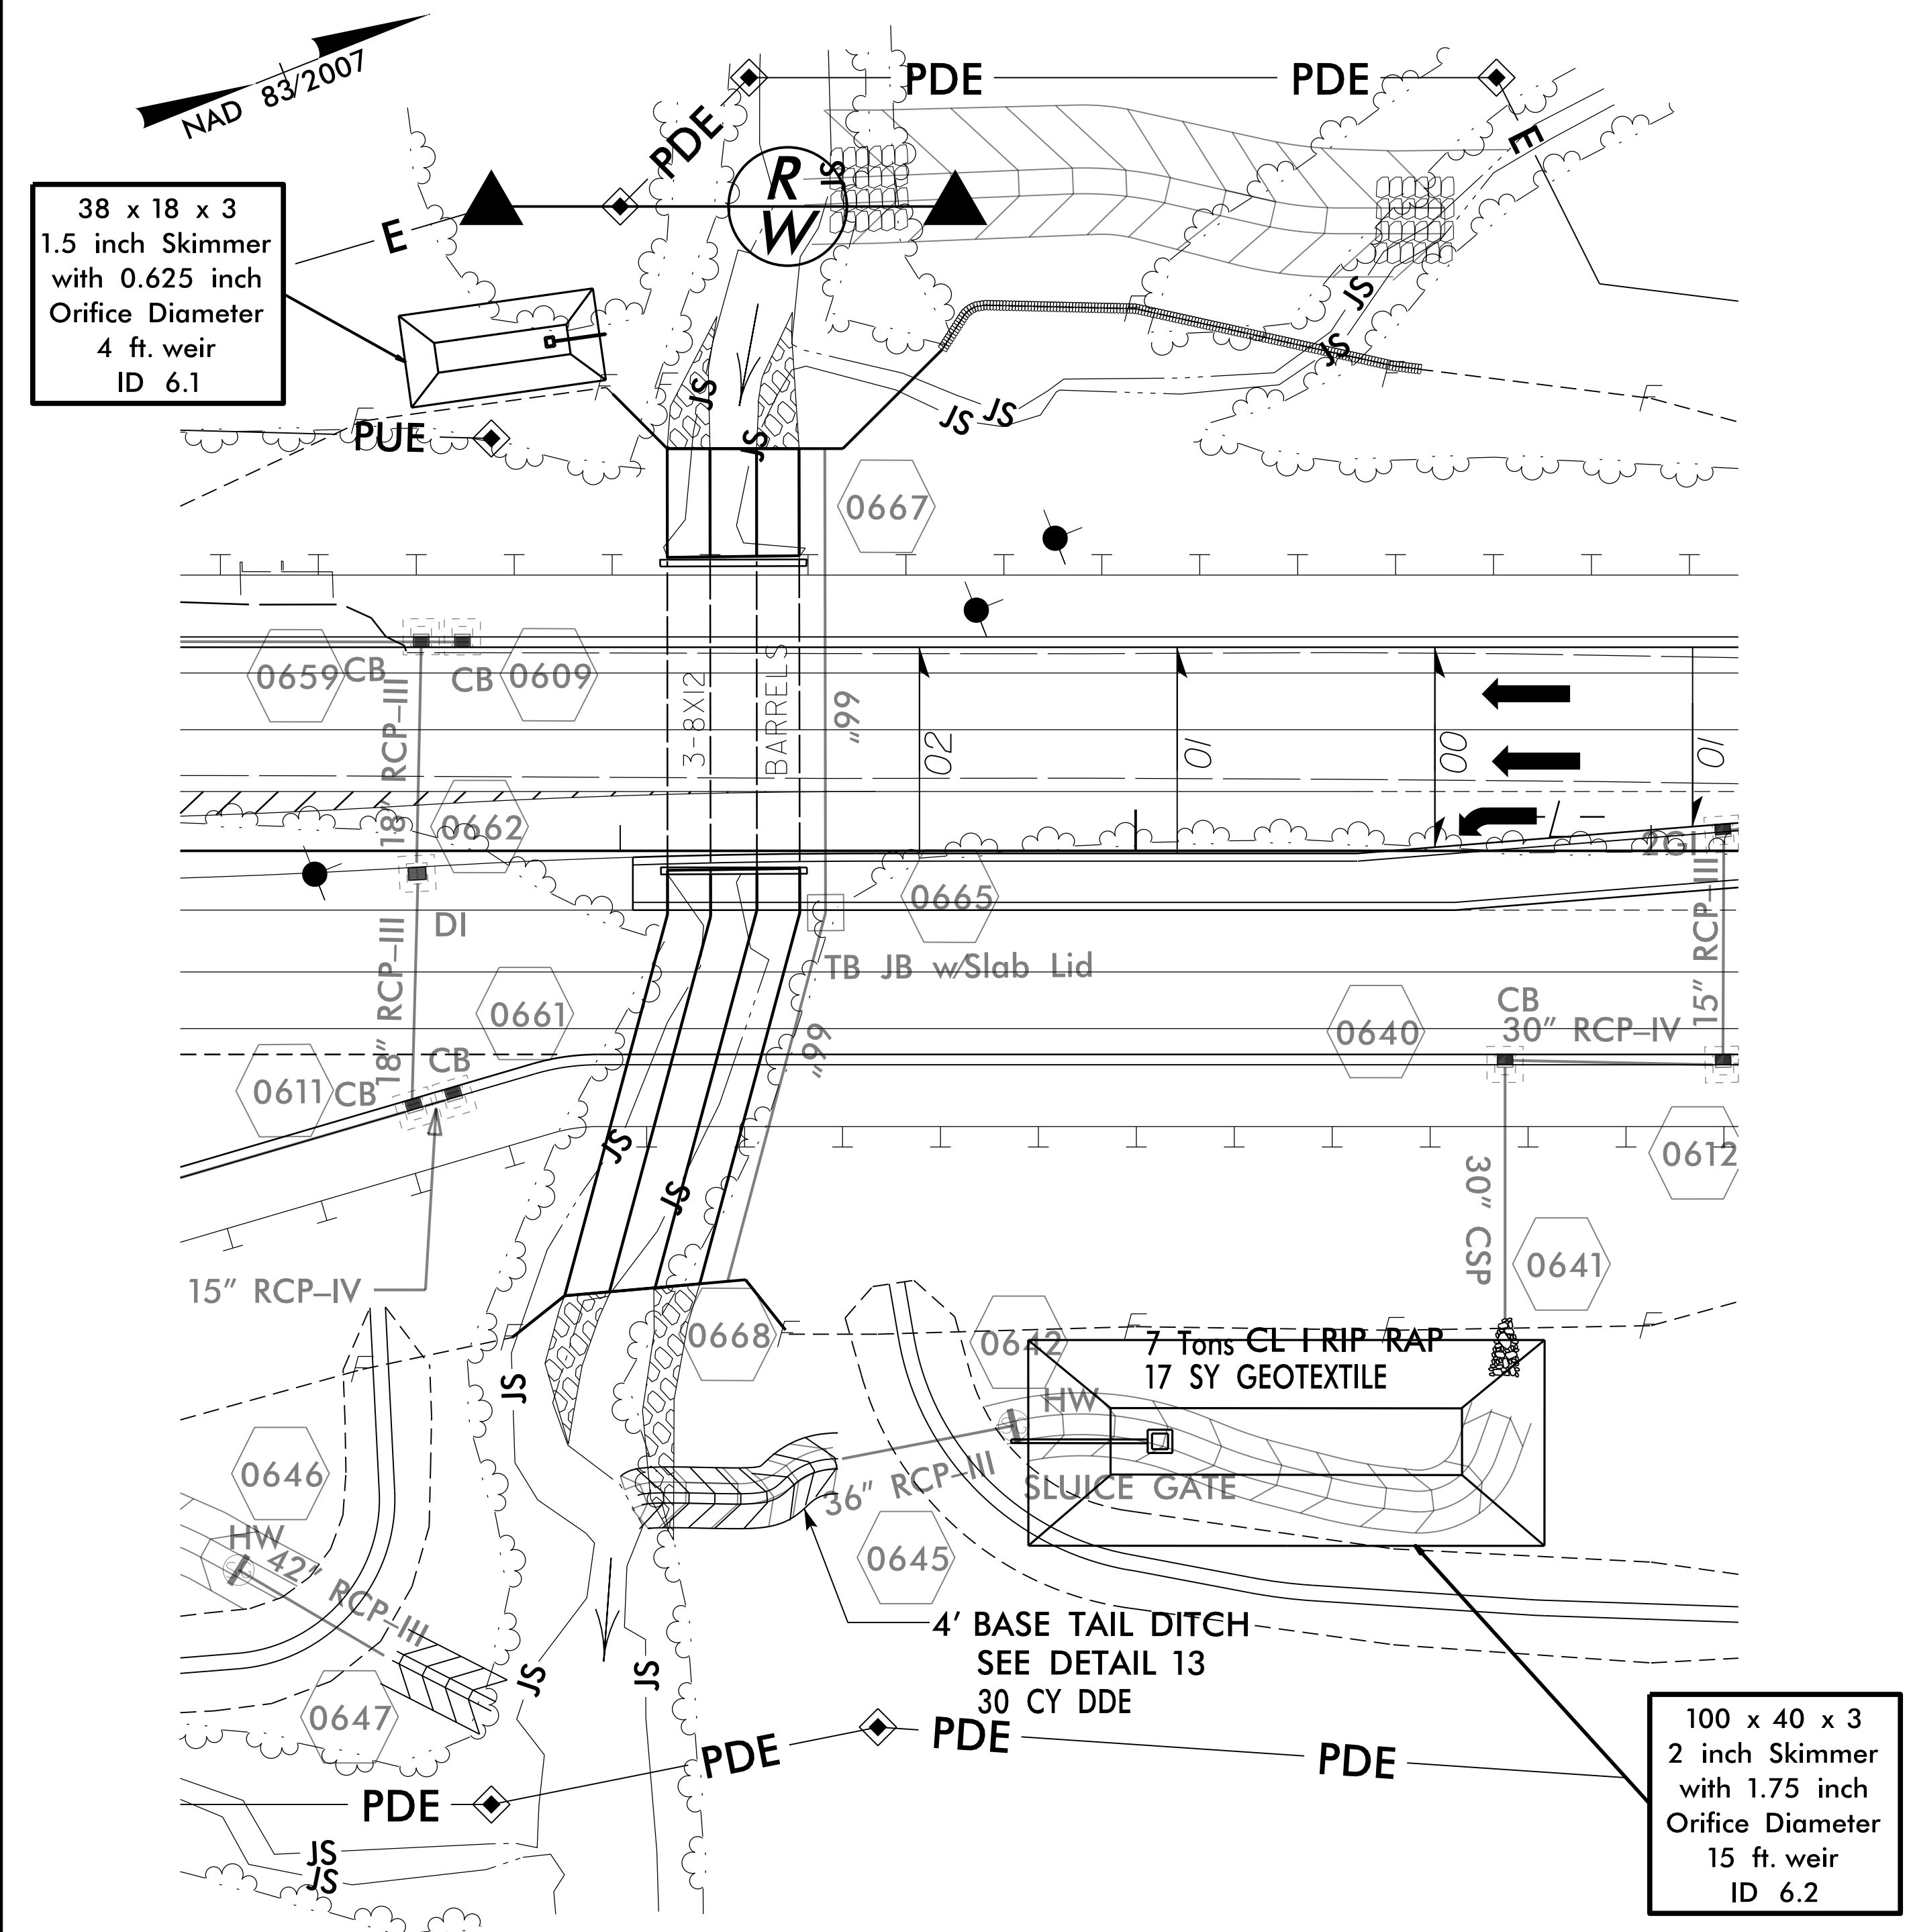 NAD 83/2007
PDE
PDE
PDE
E
R
W
JS
E
38 x 18 x 3
1.5 inch Skimmer
with 0.625 inch
Orifice Diameter
4 ft. weir
ID 6.1
JS
JS
JS
JS
JS
JS
PUE
0667
0659
CB
CB
0609
18" RCP-III
3-8X12
BARRELS
66"
02
01
00
10
0662
2GI
0665
DI
TB JB w/Slab Lid
18" RCP-III
15" RCP-III
0661
66"
0640
CB
30" RCP-IV
0611
CB
CB
0612
JS
JS
30" CSP
0641
15" RCP-IV
0668
0642
7 Tons CL I RIP RAP
17 SY GEOTEXTILE
JS
HW
0646
36" RCP-III
SLUICE GATE
HW
42" RCP-III
0645
4' BASE TAIL DITCH
SEE DETAIL 13
30 CY DDE
JS
JS
0647
PDE
PDE
PDE
PDE
JS
JS
100 x 40 x 3
2 inch Skimmer
with 1.75 inch
Orifice Diameter
15 ft. weir
ID 6.2